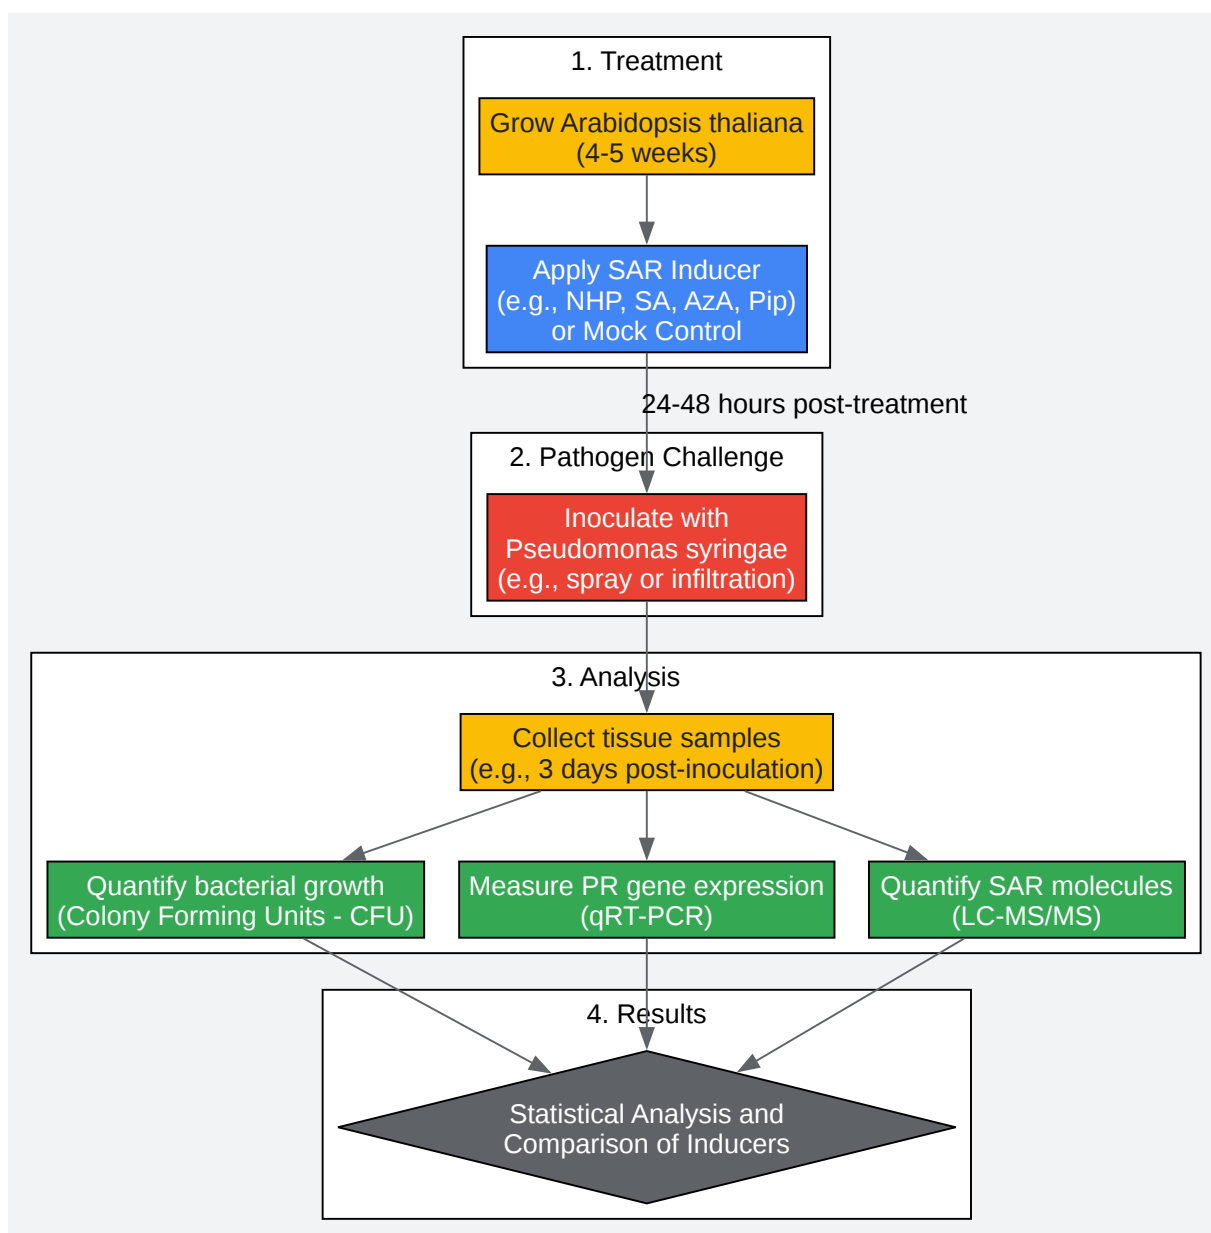 1. Treatment
Grow Arabidopsis thaliana
(4-5 weeks)
Apply SAR Inducer
(e.g., NHP, SA, AzA, Pip)
or Mock Control
24-48 hours post-treatment
2. Pathogen Challenge
Inoculate with
Pseudomonas syringae
(e.g., spray or infiltration)
3. Analysis
Collect tissue samples
(e.g., 3 days post-inoculation)
Quantify bacterial growth
(Colony Forming Units - CFU)
Measure PR gene expression
(qRT-PCR)
Quantify SAR molecules
(LC-MS/MS)
4. Results
Statistical Analysis and
Comparison of Inducers